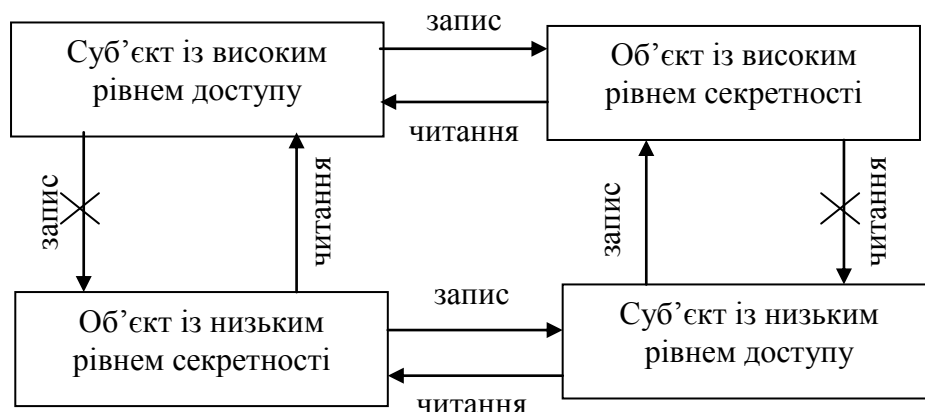 запис
Суб’єкт із високим
рівнем доступу
Об’єкт із високим
рівнем секретності
читання
запис
читання
запис
читання
запис
Об’єкт із низьким
рівнем секретності
Суб’єкт із низьким
рівнем доступу
читання